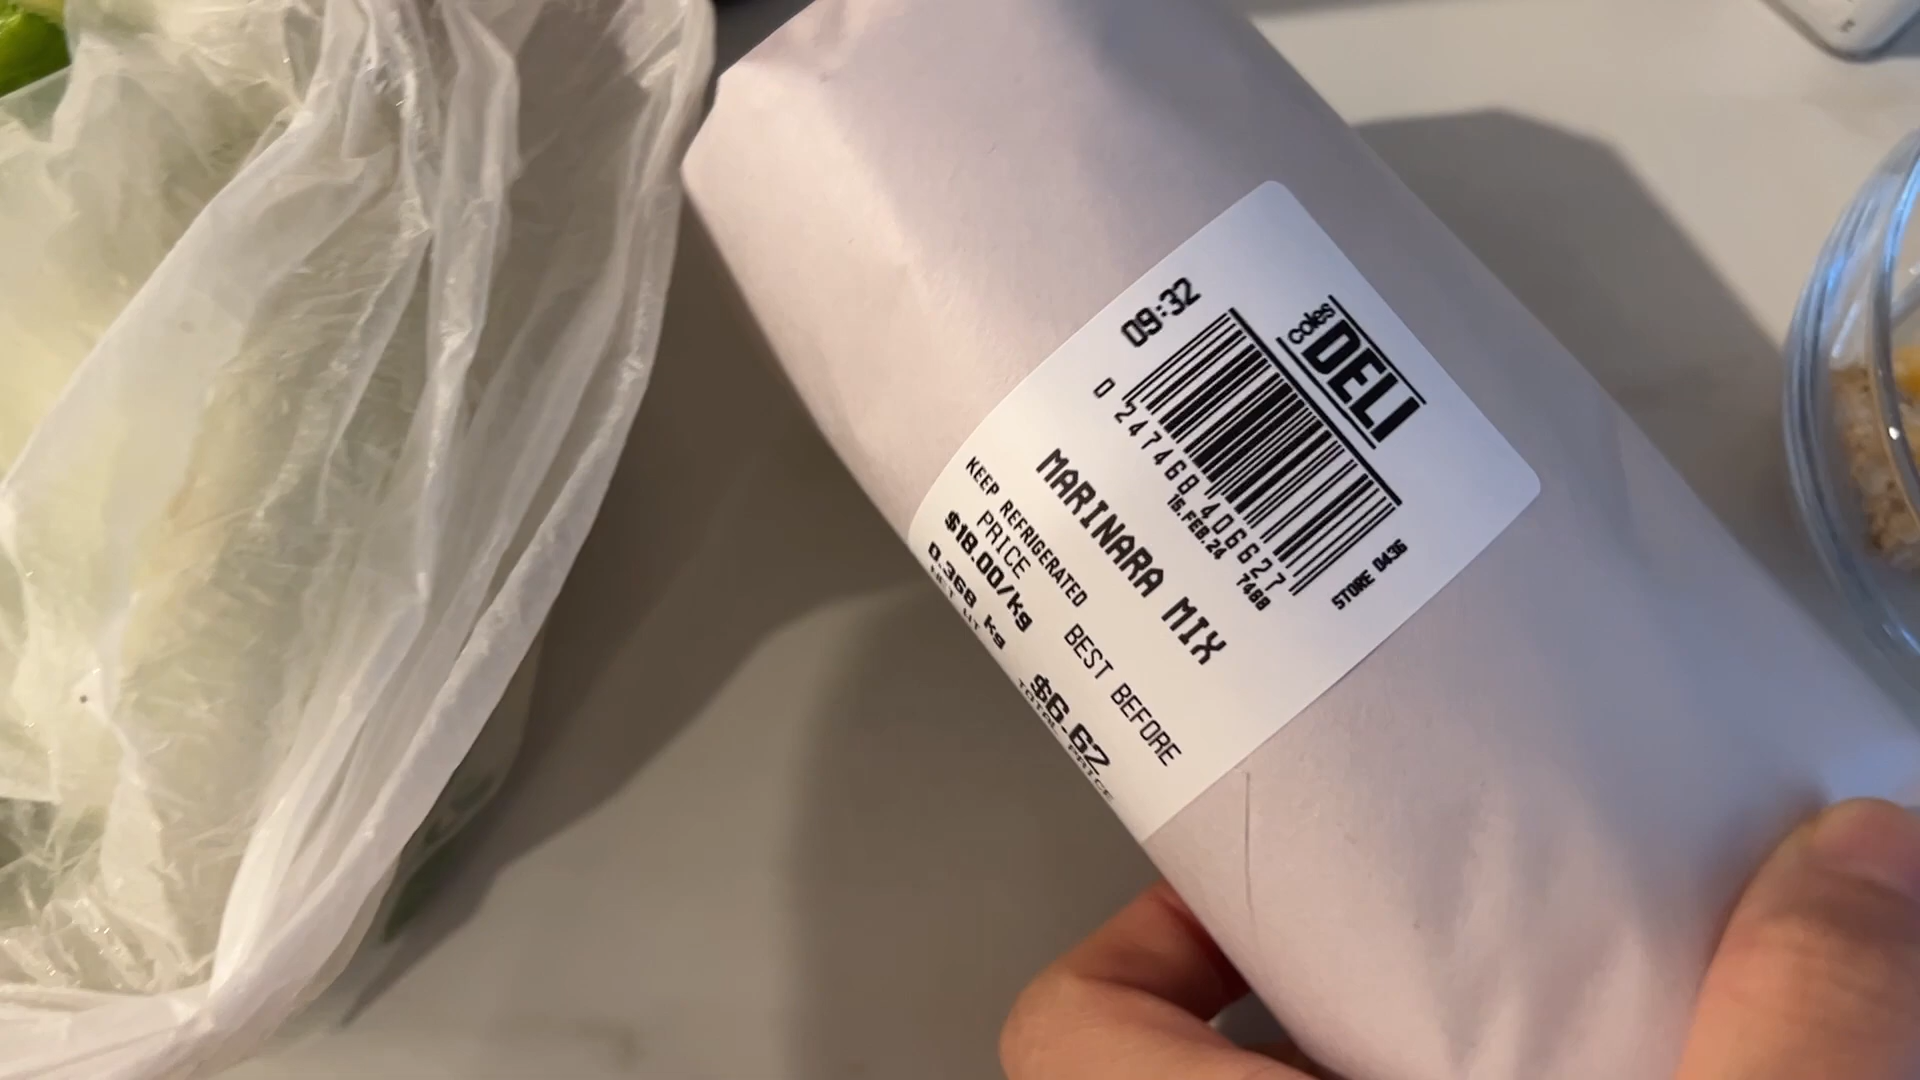 coles
DELI
09:32
0 247468 406627
15.FEB.24 7488
STORE 0436
MARINARA MIX
KEEP REFRIGERATED
BEST BEFORE
PRICE
$18.00/kg
0.368 kg
NET WT
$6.62
TOTAL PRICE